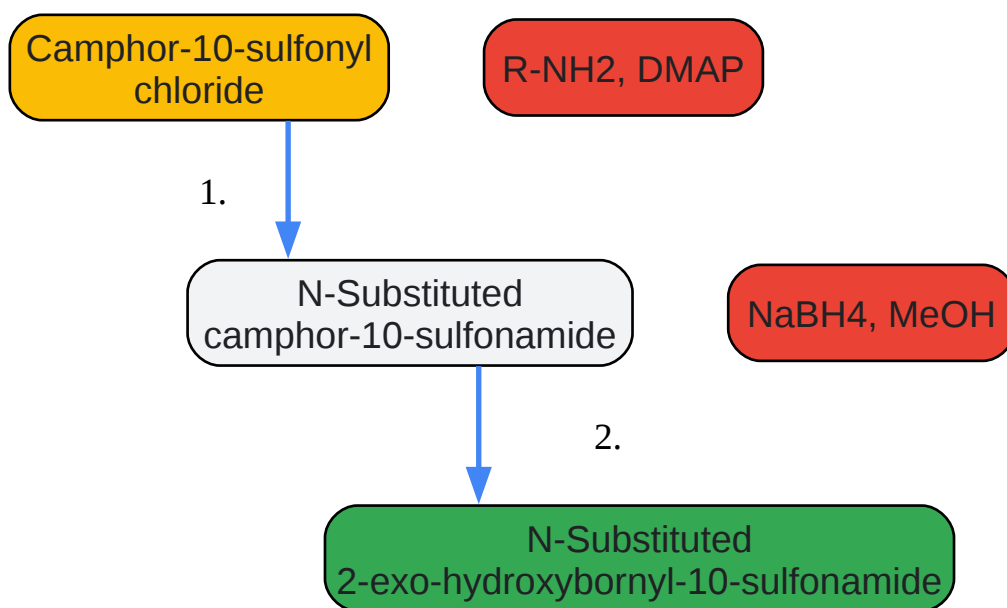 Camphor-10-sulfonyl
chloride
R-NH2, DMAP
1.
N-Substituted
camphor-10-sulfonamide
NaBH4, MeOH
2.
N-Substituted
2-exo-hydroxybornyl-10-sulfonamide